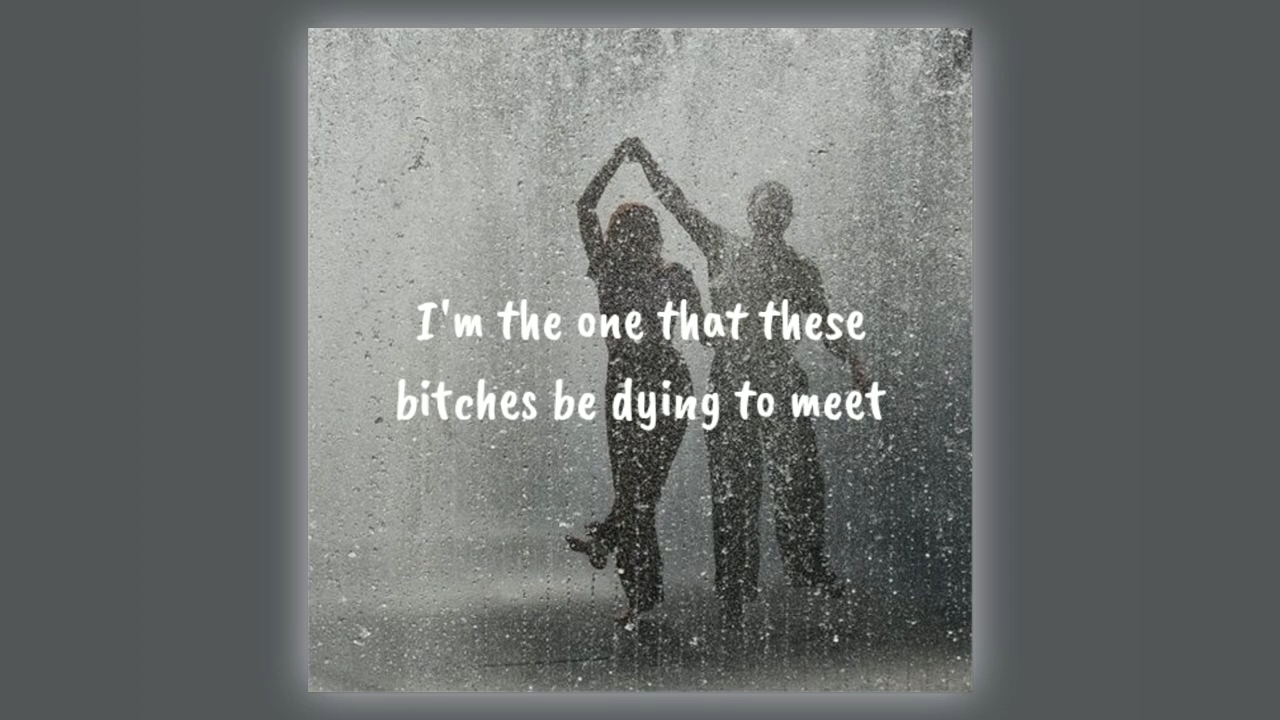 I'm the one that these
bitches be dying to meet